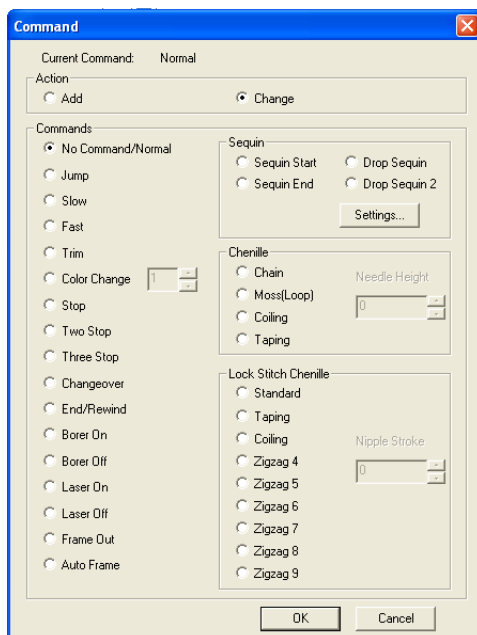 Command
Current Command: Normal
Action
Add
Change
Commands
No Command/Normal
Jump
Slow
Fast
Trim
Color Change 1
Stop
Two Stop
Three Stop
Changeover
End/Rewind
Borer On
Borer Off
Laser On
Laser Off
Frame Out
Auto Frame
Sequin
Sequin Start
Drop Sequin
Sequin End
Drop Sequin 2
Settings...
Chenille
Chain
Moss(Loop)
Coiling
Taping
Needle Height
0
Lock Stitch Chenille
Standard
Taping
Coiling
Zigzag 4
Zigzag 5
Zigzag 6
Zigzag 7
Zigzag 8
Zigzag 9
Nipple Stroke
0
OK
Cancel